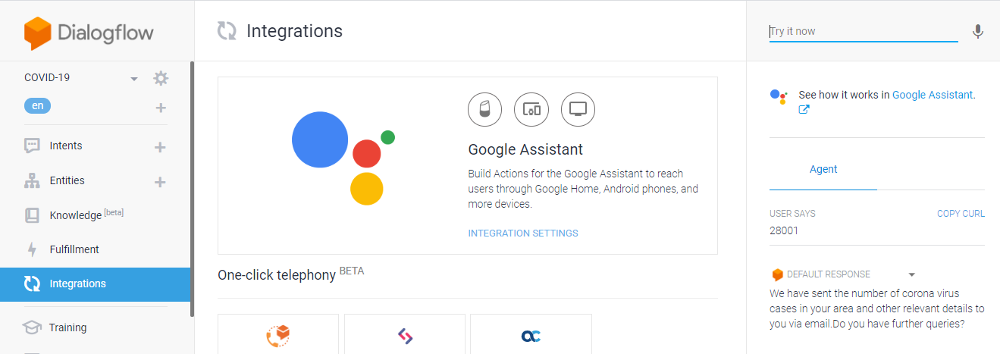 Dialogflow
COVID-19
en
Intents
Entities
Knowledge [beta]
Fulfillment
Integrations
Training
Integrations
Google Assistant
Build Actions for the Google Assistant to reach
users through Google Home, Android phones, and
more devices.
INTEGRATION SETTINGS
One-click telephony BETA
Try it now
See how it works in Google Assistant.
Agent
USER SAYS COPY CURL
28001
DEFAULT RESPONSE
We have sent the number of corona virus
cases in your area and other relevant details to
you via email.Do you have further queries?